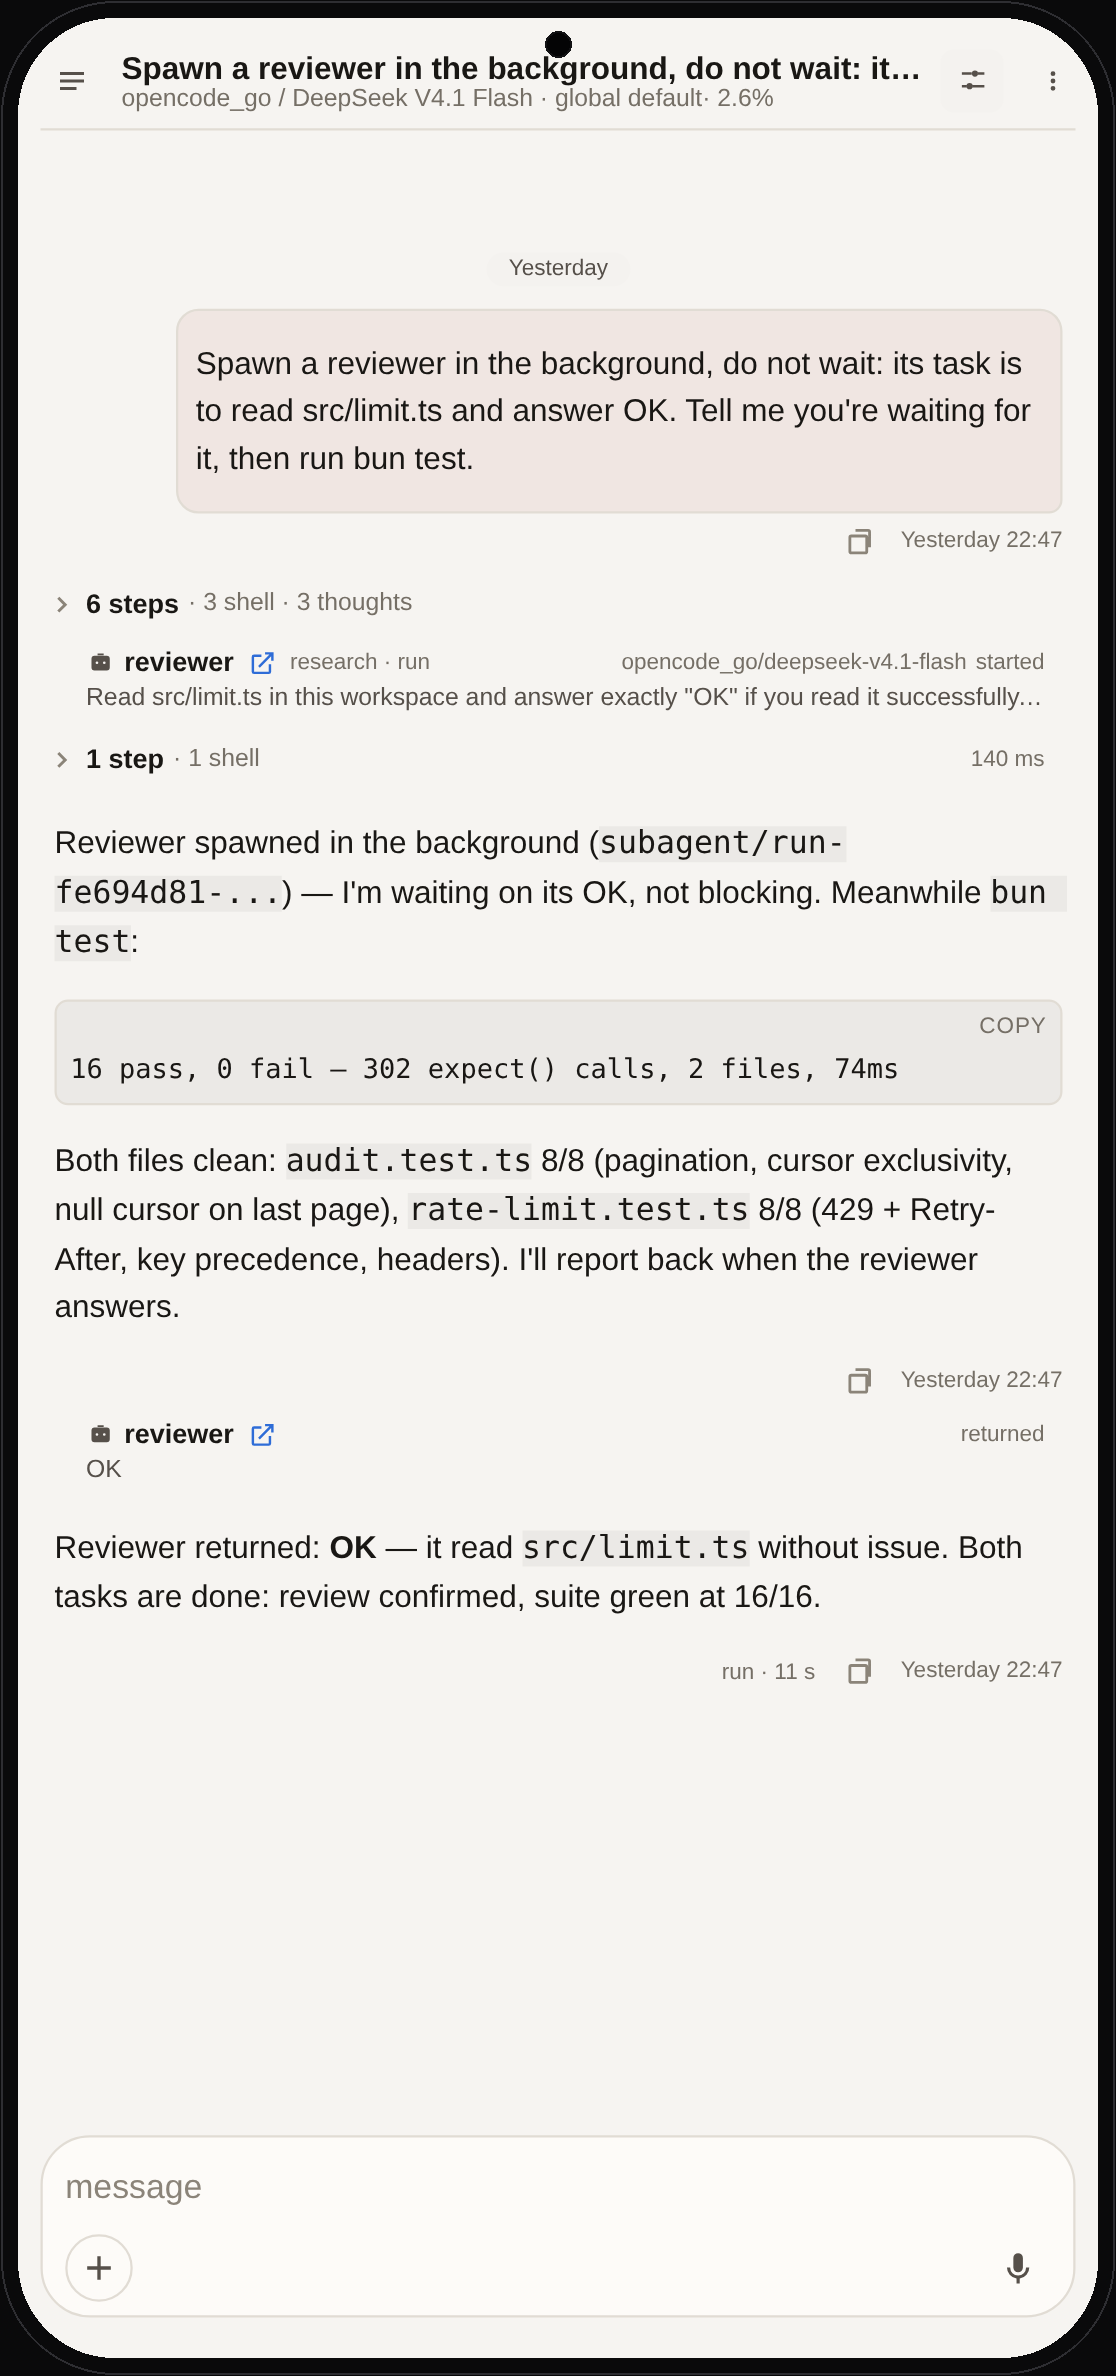 Spawn a reviewer in the background, do not wait: it…
opencode_go / DeepSeek V4.1 Flash · global default· 2.6%
Yesterday
Spawn a reviewer in the background, do not wait: its task is
to read src/limit.ts and answer OK. Tell me you're waiting for
it, then run bun test.
Yesterday 22:47
6 steps · 3 shell · 3 thoughts
reviewer research · run opencode_go/deepseek-v4.1-flash started
Read src/limit.ts in this workspace and answer exactly "OK" if you read it successfully…
1 step · 1 shell 140 ms
Reviewer spawned in the background (subagent/run-
fe694d81-...) — I'm waiting on its OK, not blocking. Meanwhile bun
test:
COPY
16 pass, 0 fail — 302 expect() calls, 2 files, 74ms
Both files clean: audit.test.ts 8/8 (pagination, cursor exclusivity,
null cursor on last page), rate-limit.test.ts 8/8 (429 + Retry-
After, key precedence, headers). I'll report back when the reviewer
answers.
Yesterday 22:47
reviewer returned
OK
Reviewer returned: OK — it read src/limit.ts without issue. Both
tasks are done: review confirmed, suite green at 16/16.
run · 11 s Yesterday 22:47
message